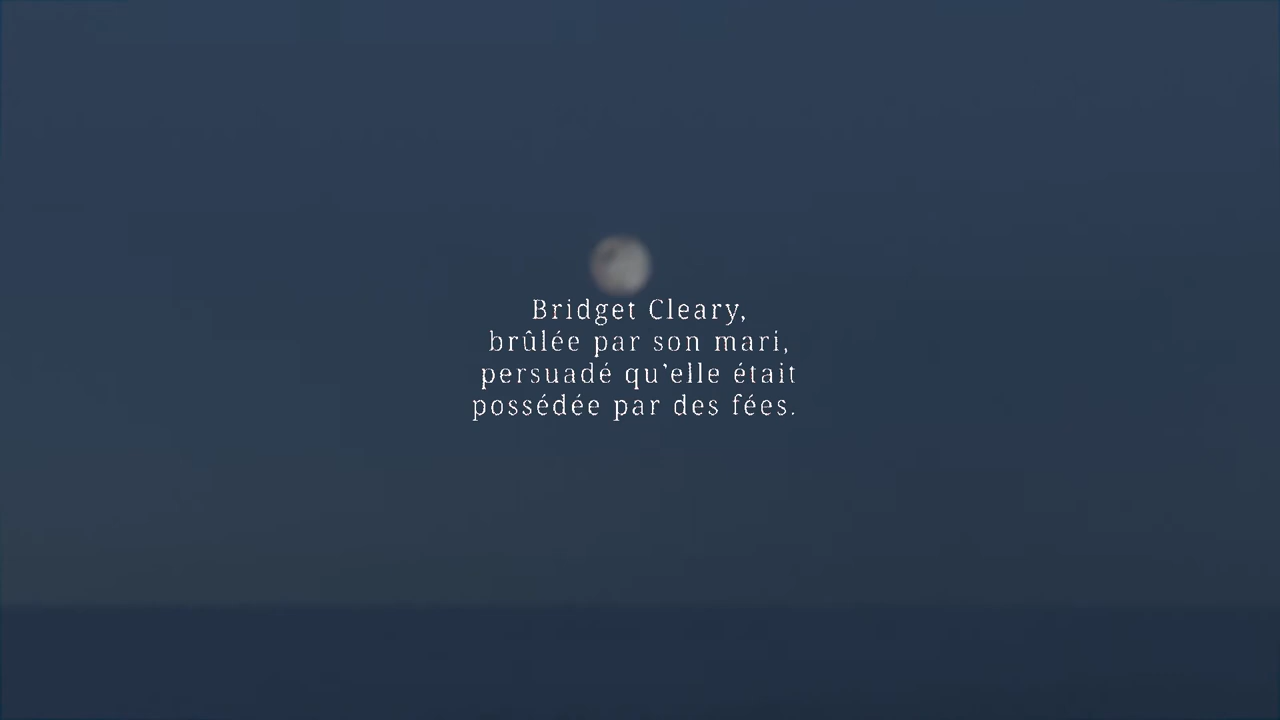 Bridget Cleary,
brûlée par son mari,
persuadé qu’elle était
possédée par des fées.